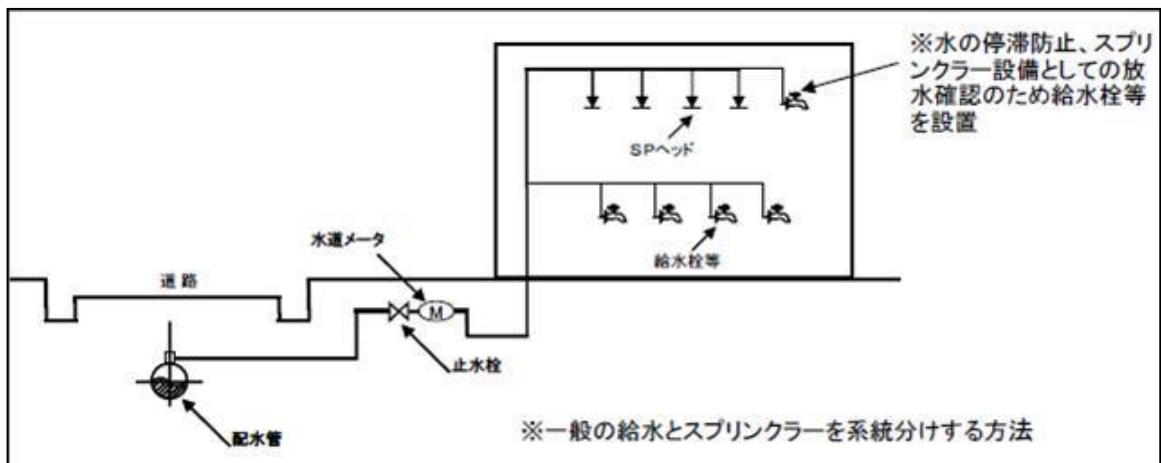 ※水の停滞防止、スプリ
ンクラー設備としての放
水確認のため給水栓等
を設置
SPヘッド
給水栓等
水道メータ
道路
M
止水栓
配水管
※一般の給水とスプリンクラーを系統分けする方法